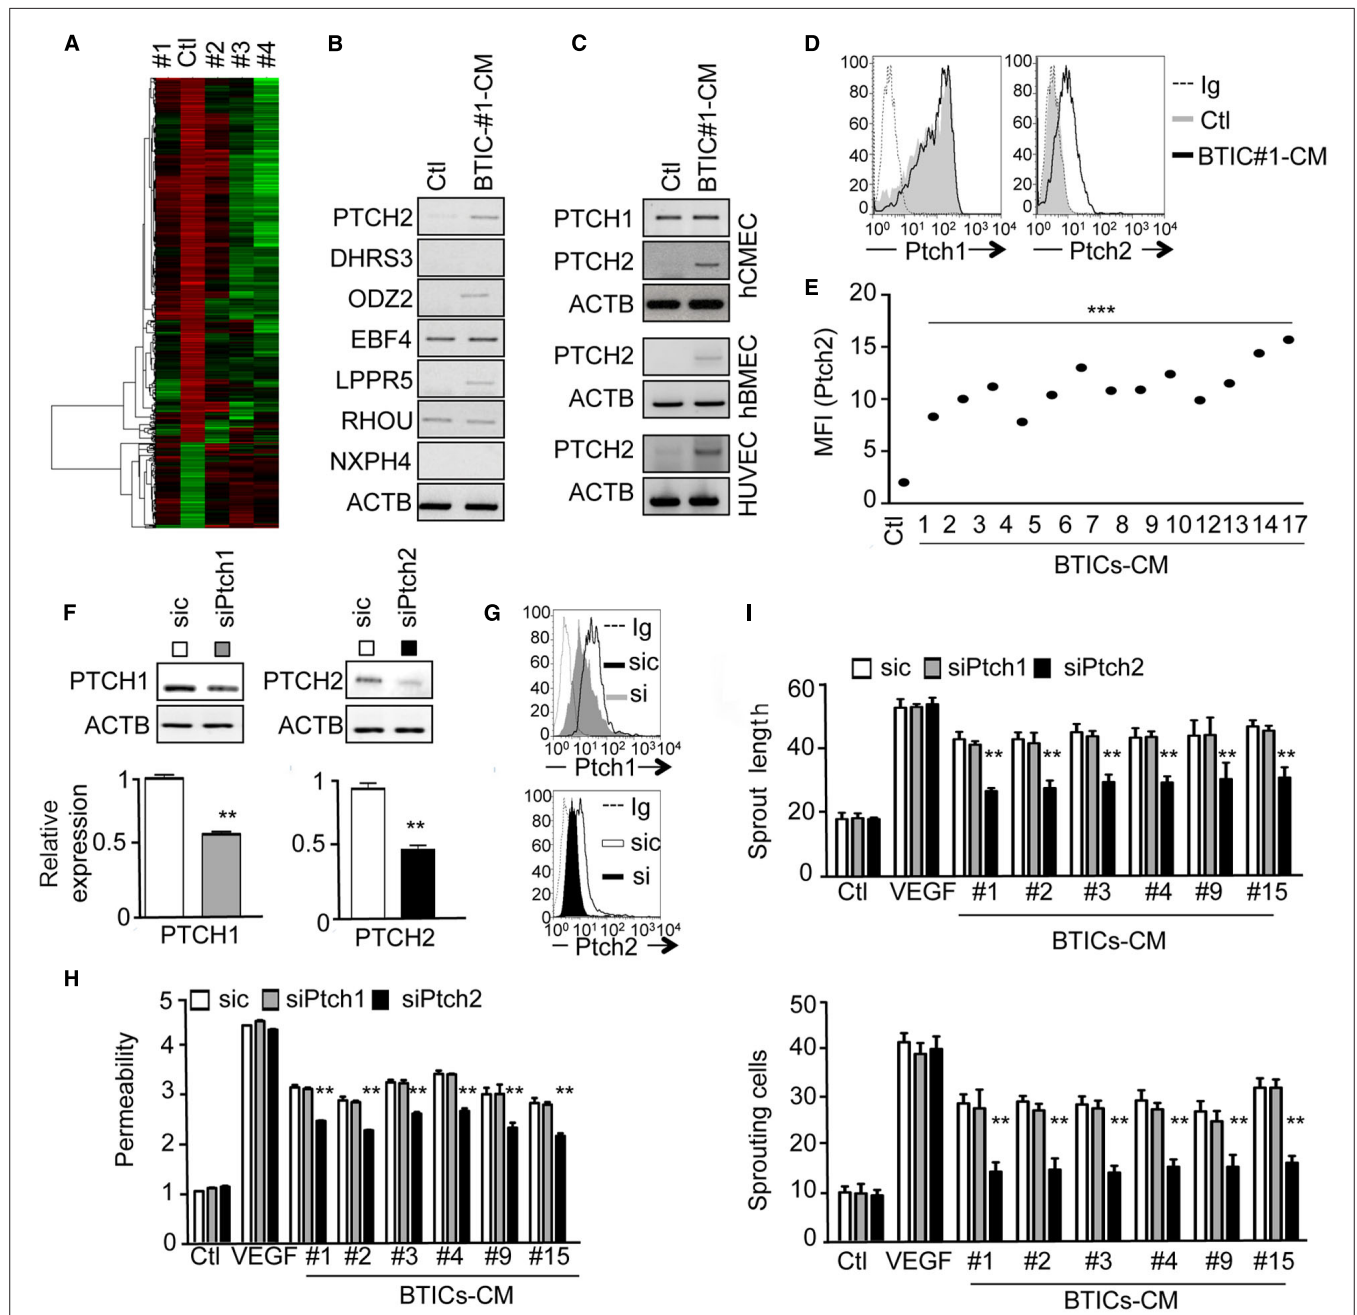 A
#1 Ctl #2 #3 #4
B
Ctl
BTIC-#1-CM
PTCH2
DHRS3
ODZ2
EBF4
LPPR5
RHOU
NXPH4
ACTB
C
Ctl
BTIC#1-CM
PTCH1
PTCH2
ACTB
hCMEC
PTCH2
ACTB
hBMEC
PTCH2
ACTB
HUVEC
D
100
80
60
40
20
0
10⁰ 10¹ 10² 10³ 10⁴
Ptch1
100
80
60
40
20
0
10⁰ 10¹ 10² 10³ 10⁴
Ptch2
Ig
Ctl
BTIC#1-CM
E
MFI (Ptch2)
20
15
10
5
0
***
Ctl 1 2 3 4 5 6 7 8 9 10 12 13 14 17
BTICs-CM
F
sic
siPtch1
PTCH1
ACTB
sic
siPtch2
PTCH2
ACTB
Relative
expression
1
0.5
0
**
PTCH1
1
0.5
0
**
PTCH2
G
100
80
60
40
20
0
Ig
sic
si
10⁰ 10¹ 10² 10³ 10⁴
Ptch1
100
80
60
40
20
0
Ig
sic
si
10⁰ 10¹ 10² 10³ 10⁴
Ptch2
H
Permeability
sic siPtch1 siPtch2
5
4
3
2
1
0
** ** ** ** ** **
Ctl VEGF #1 #2 #3 #4 #9 #15
BTICs-CM
I
sic siPtch1 siPtch2
Sprout length
60
40
20
0
** ** ** ** ** **
Ctl VEGF #1 #2 #3 #4 #9 #15
BTICs-CM
Sprouting cells
50
40
30
20
10
0
** ** ** ** ** **
Ctl VEGF #1 #2 #3 #4 #9 #15
BTICs-CM